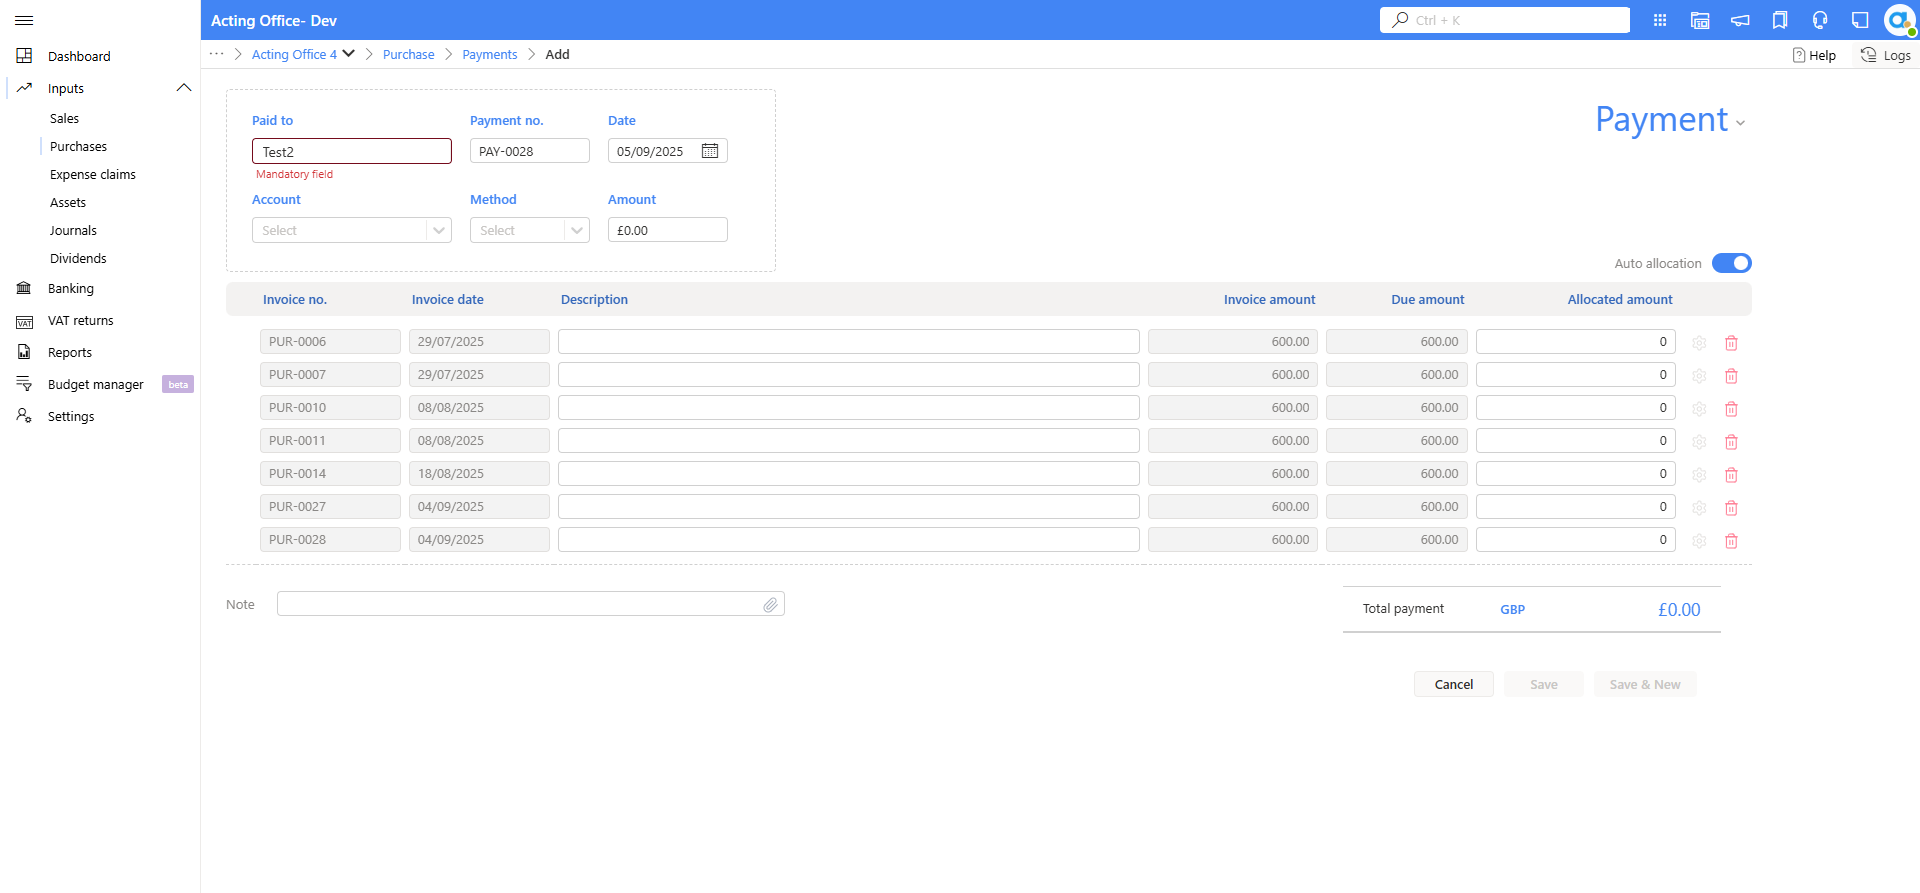 Acting Office- Dev
Ctrl + K
Dashboard
Inputs
Sales
Purchases
Expense claims
Assets
Journals
Dividends
Banking
VAT returns
VAT
Reports
Budget manager beta
Settings
··· Acting Office 4 Purchase Payments Add
? Help Logs
Payment
Paid to Payment no. Date
Test2 PAY-0028 05/09/2025
Mandatory field
Account Method Amount
Select Select £0.00
Auto allocation
Invoice no. Invoice date Description Invoice amount Due amount Allocated amount
PUR-0006 29/07/2025 600.00 600.00 0
PUR-0007 29/07/2025 600.00 600.00 0
PUR-0010 08/08/2025 600.00 600.00 0
PUR-0011 08/08/2025 600.00 600.00 0
PUR-0014 18/08/2025 600.00 600.00 0
PUR-0027 04/09/2025 600.00 600.00 0
PUR-0028 04/09/2025 600.00 600.00 0
Note
Total payment GBP £0.00
Cancel Save Save & New